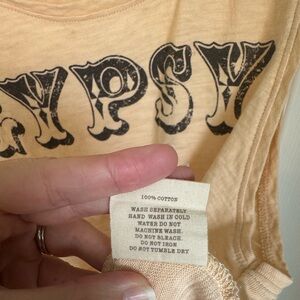 GYPSY
100% COTTON
WASH SEPARATELY
HAND WASH IN COLD
WATER DO NOT
MACHINE WASH.
DO NOT BLEACH.
DO NOT IRON
DO NOT TUMBLE DRY